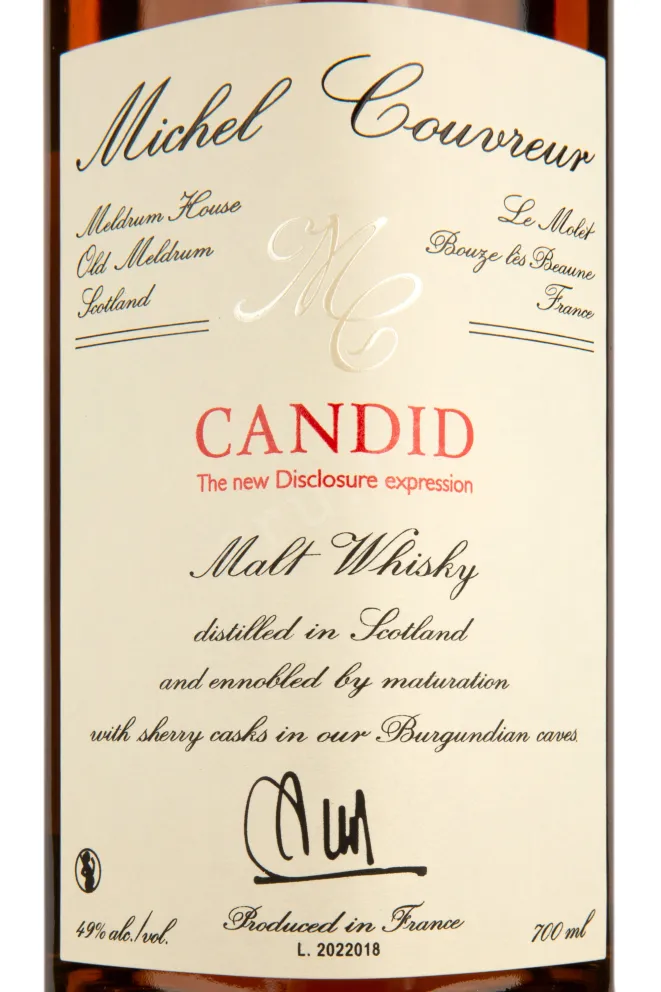 Michel Couvreur
Meldrum House
Old Meldrum
Scotland
Le Molét
Bouze lès Beaune
France
MC
CANDID
The new Disclosure expression
Malt Whisky
distilled in Scotland
and ennobled by maturation
with sherry casks in our Burgundian caves.
49% alc./vol.
Produced in France
700 ml
L. 2022018